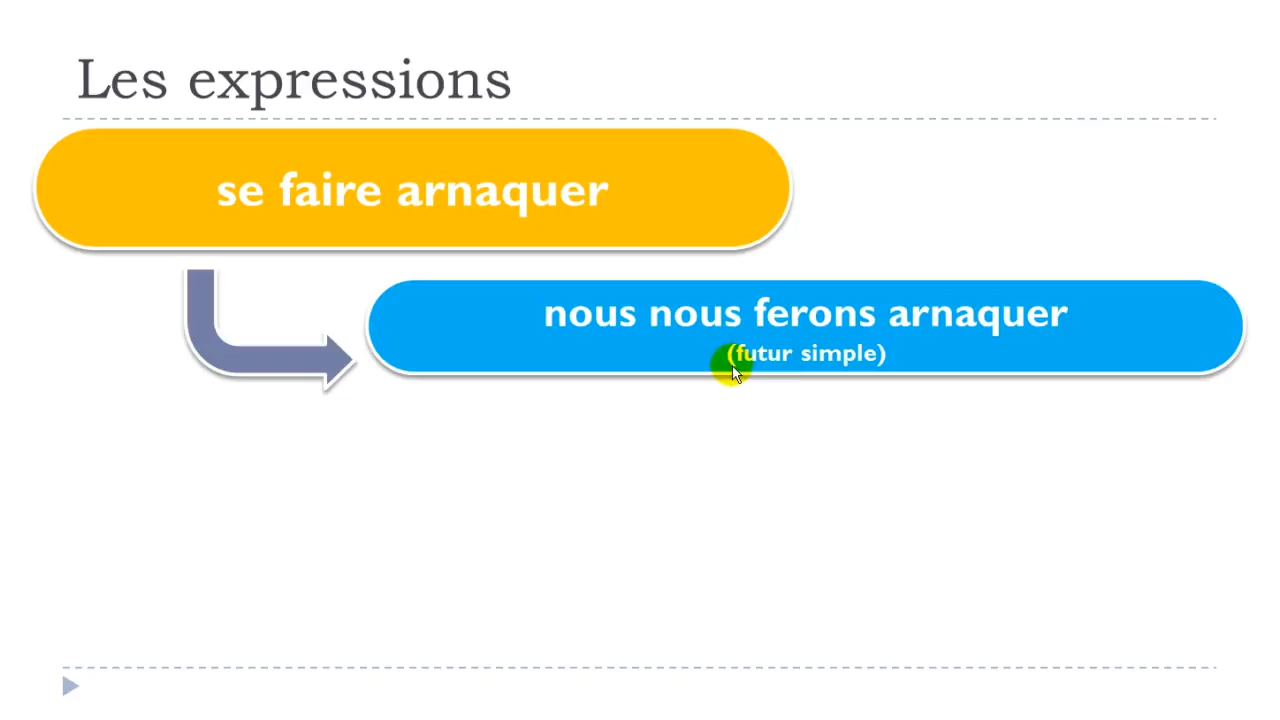 Les expressions
se faire arnaquer
nous nous ferons arnaquer
(futur simple)